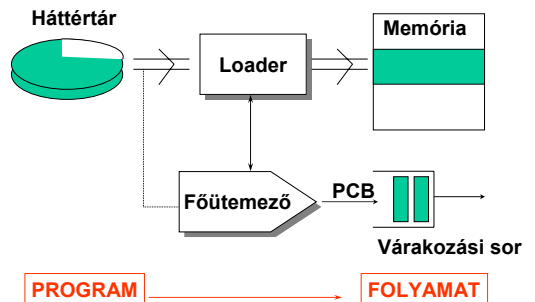 Háttértár
Memória
Loader
Főütemező
PCB
Várakozási sor
PROGRAM
FOLYAMAT